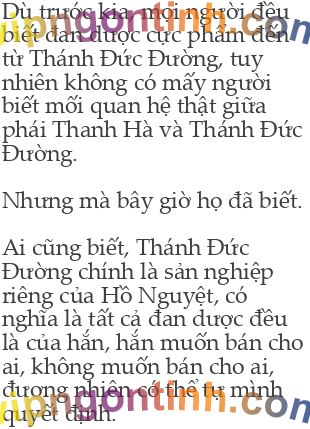 Dù trước kia, mọi người đều
biết đan dược cực phẩm đến
từ Thánh Đức Đường, tuy
nhiên không có mấy người
biết mối quan hệ thật giữa
phái Thanh Hà và Thánh Đức
Đường.
Nhưng mà bây giờ họ đã biết.
Ai cũng biết, Thánh Đức
Đường chính là sản nghiệp
riêng của Hồ Nguyệt, có
nghĩa là tất cả đan dược đều
là của hắn, hắn muốn bán cho
ai, không muốn bán cho ai,
đương nhiên có thể tự mình
quyết định.
vipngontinh.com
vipngontinh.com